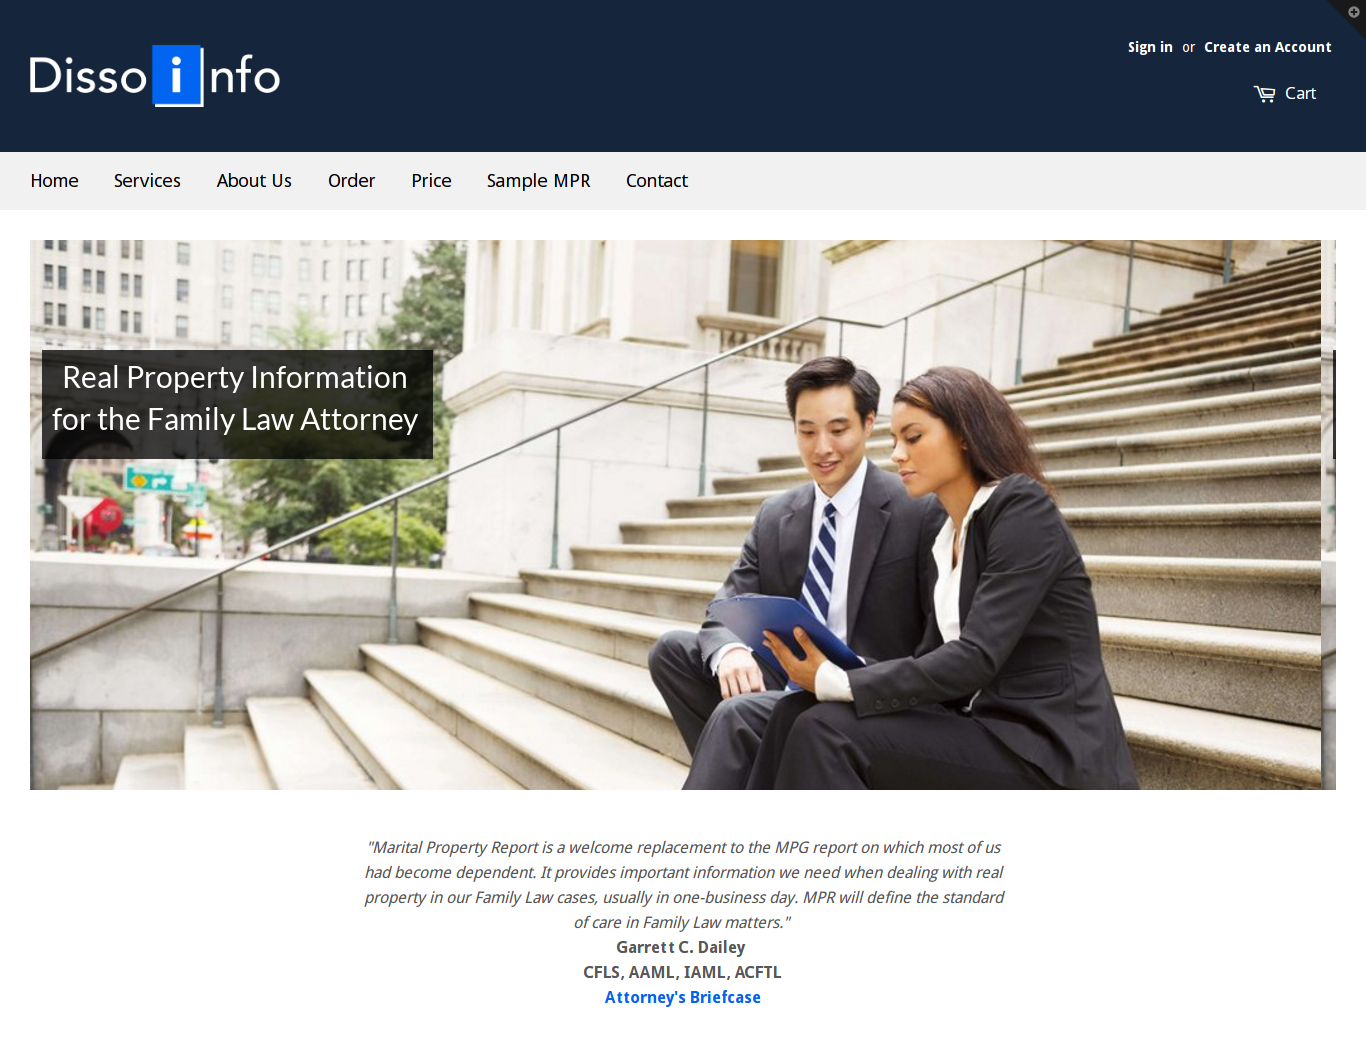 Disso i nfo
Sign in or Create an Account
Cart
Home Services About Us Order Price Sample MPR Contact
Real Property Information
for the Family Law Attorney
"Marital Property Report is a welcome replacement to the MPG report on which most of us
had become dependent. It provides important information we need when dealing with real
property in our Family Law cases, usually in one-business day. MPR will define the standard
of care in Family Law matters."
Garrett C. Dailey
CFLS, AAML, IAML, ACFTL
Attorney's Briefcase